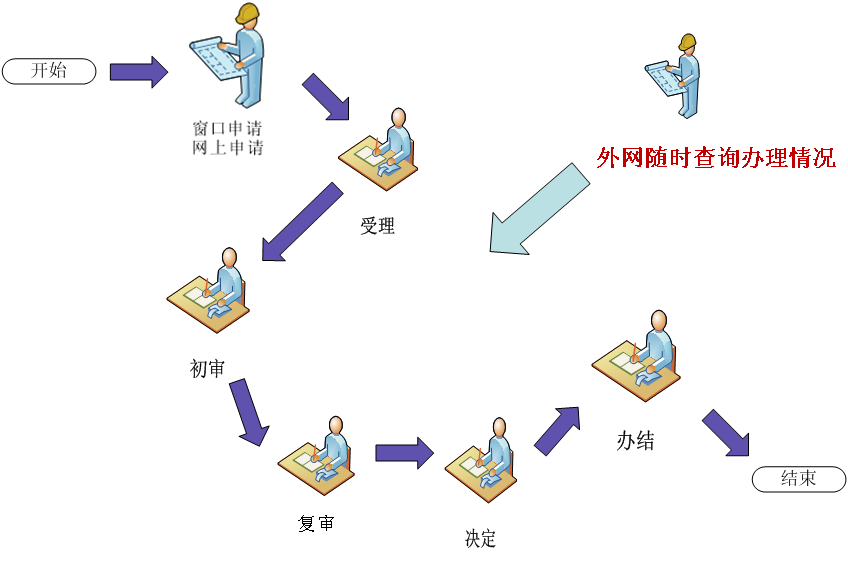 开始
窗口申请
网上申请
外网随时查询办理情况
受理
初审
复审
决定
办结
结束